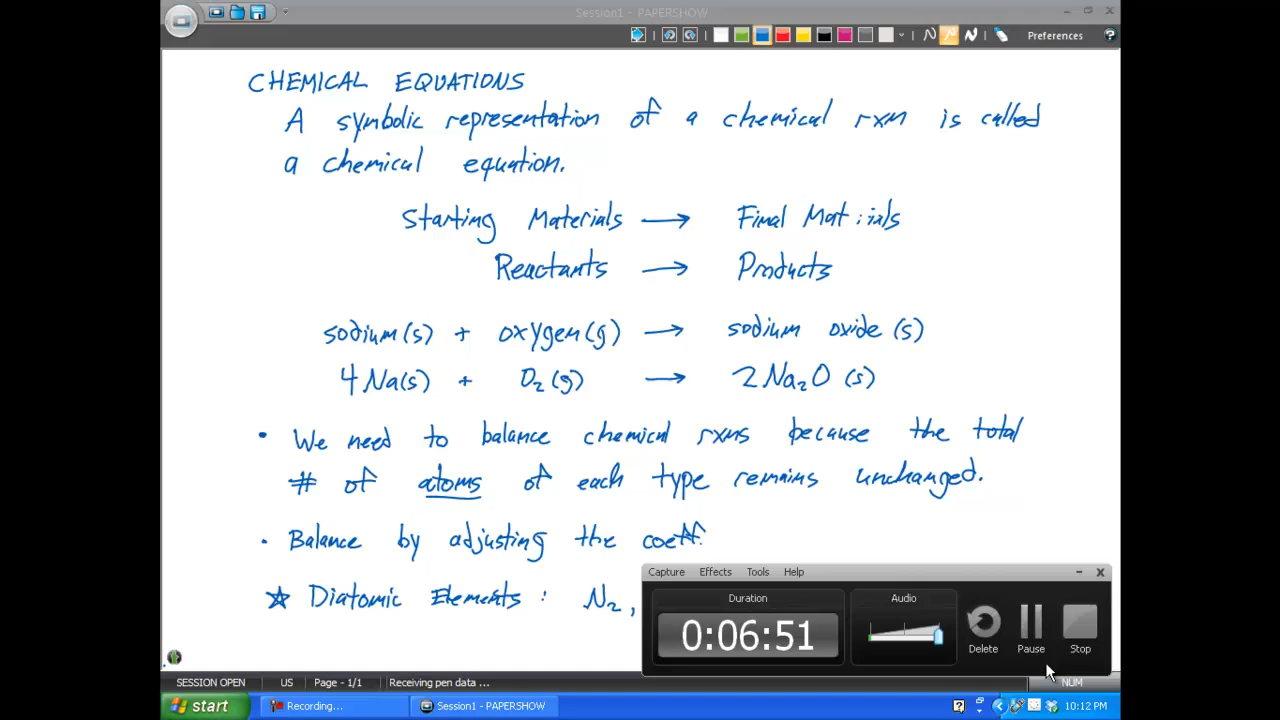 Session1 - PAPERSHOW
Preferences
CHEMICAL EQUATIONS
A symbolic representation of a chemical rxn is called
a chemical equation.
Starting Materials → Final Materials
Reactants → Products
sodium(s) + oxygen(g) → sodium oxide (s)
4Na(s) + O₂(g) → 2Na₂O (s)
• We need to balance chemical rxns because the total
# of atoms of each type remains unchanged.
• Balance by adjusting the coeff.
☆ Diatomic Elements : N₂,
Capture Effects Tools Help
Duration Audio
0:06:51
Delete Pause Stop
SESSION OPEN US Page - 1/1 Receiving pen data ... NUM
start Recording... Session1 - PAPERSHOW 10:12 PM